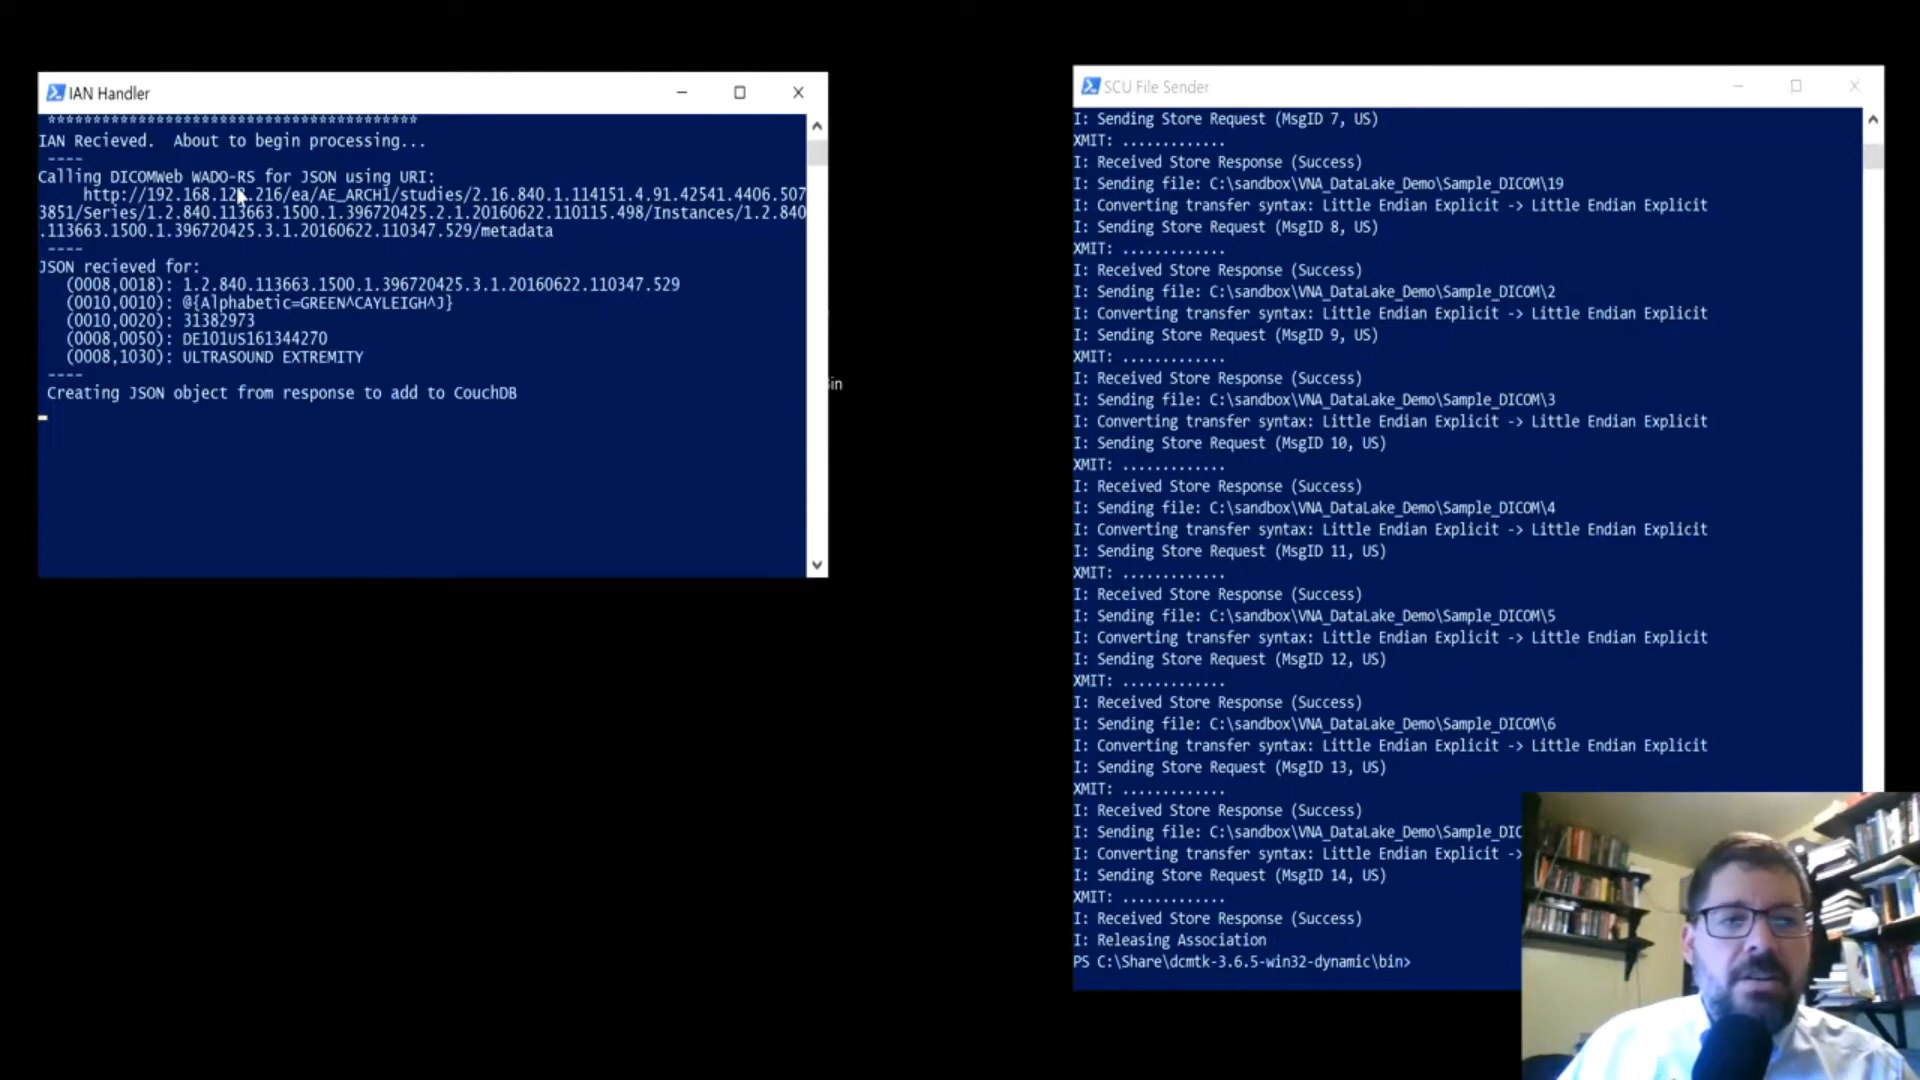 IAN Handler
*****************************************
IAN Recieved.  About to begin processing...
----
Calling DICOMWeb WADO-RS for JSON using URI:
http://192.168.128.216/ea/AE_ARCH1/studies/2.16.840.1.114151.4.91.42541.4406.507
3851/Series/1.2.840.113663.1500.1.396720425.2.1.20160622.110115.498/Instances/1.2.840
.113663.1500.1.396720425.3.1.20160622.110347.529/metadata
----
JSON recieved for:
(0008,0018): 1.2.840.113663.1500.1.396720425.3.1.20160622.110347.529
(0010,0010): @{Alphabetic=GREEN^CAYLEIGH^J}
(0010,0020): 31382973
(0008,0050): DE101US161344270
(0008,1030): ULTRASOUND EXTREMITY
----
Creating JSON object from response to add to CouchDB
SCU File Sender
I: Sending Store Request (MsgID 7, US)
XMIT: .............
I: Received Store Response (Success)
I: Sending file: C:\sandbox\VNA_DataLake_Demo\Sample_DICOM\19
I: Converting transfer syntax: Little Endian Explicit -> Little Endian Explicit
I: Sending Store Request (MsgID 8, US)
XMIT: .............
I: Received Store Response (Success)
I: Sending file: C:\sandbox\VNA_DataLake_Demo\Sample_DICOM\2
I: Converting transfer syntax: Little Endian Explicit -> Little Endian Explicit
I: Sending Store Request (MsgID 9, US)
XMIT: .............
I: Received Store Response (Success)
I: Sending file: C:\sandbox\VNA_DataLake_Demo\Sample_DICOM\3
I: Converting transfer syntax: Little Endian Explicit -> Little Endian Explicit
I: Sending Store Request (MsgID 10, US)
XMIT: .............
I: Received Store Response (Success)
I: Sending file: C:\sandbox\VNA_DataLake_Demo\Sample_DICOM\4
I: Converting transfer syntax: Little Endian Explicit -> Little Endian Explicit
I: Sending Store Request (MsgID 11, US)
XMIT: .............
I: Received Store Response (Success)
I: Sending file: C:\sandbox\VNA_DataLake_Demo\Sample_DICOM\5
I: Converting transfer syntax: Little Endian Explicit -> Little Endian Explicit
I: Sending Store Request (MsgID 12, US)
XMIT: .............
I: Received Store Response (Success)
I: Sending file: C:\sandbox\VNA_DataLake_Demo\Sample_DICOM\6
I: Converting transfer syntax: Little Endian Explicit -> Little Endian Explicit
I: Sending Store Request (MsgID 13, US)
XMIT: .............
I: Received Store Response (Success)
I: Sending file: C:\sandbox\VNA_DataLake_Demo\Sample_DIC
I: Converting transfer syntax: Little Endian Explicit ->
I: Sending Store Request (MsgID 14, US)
XMIT: .............
I: Received Store Response (Success)
I: Releasing Association
PS C:\Share\dcmtk-3.6.5-win32-dynamic\bin>